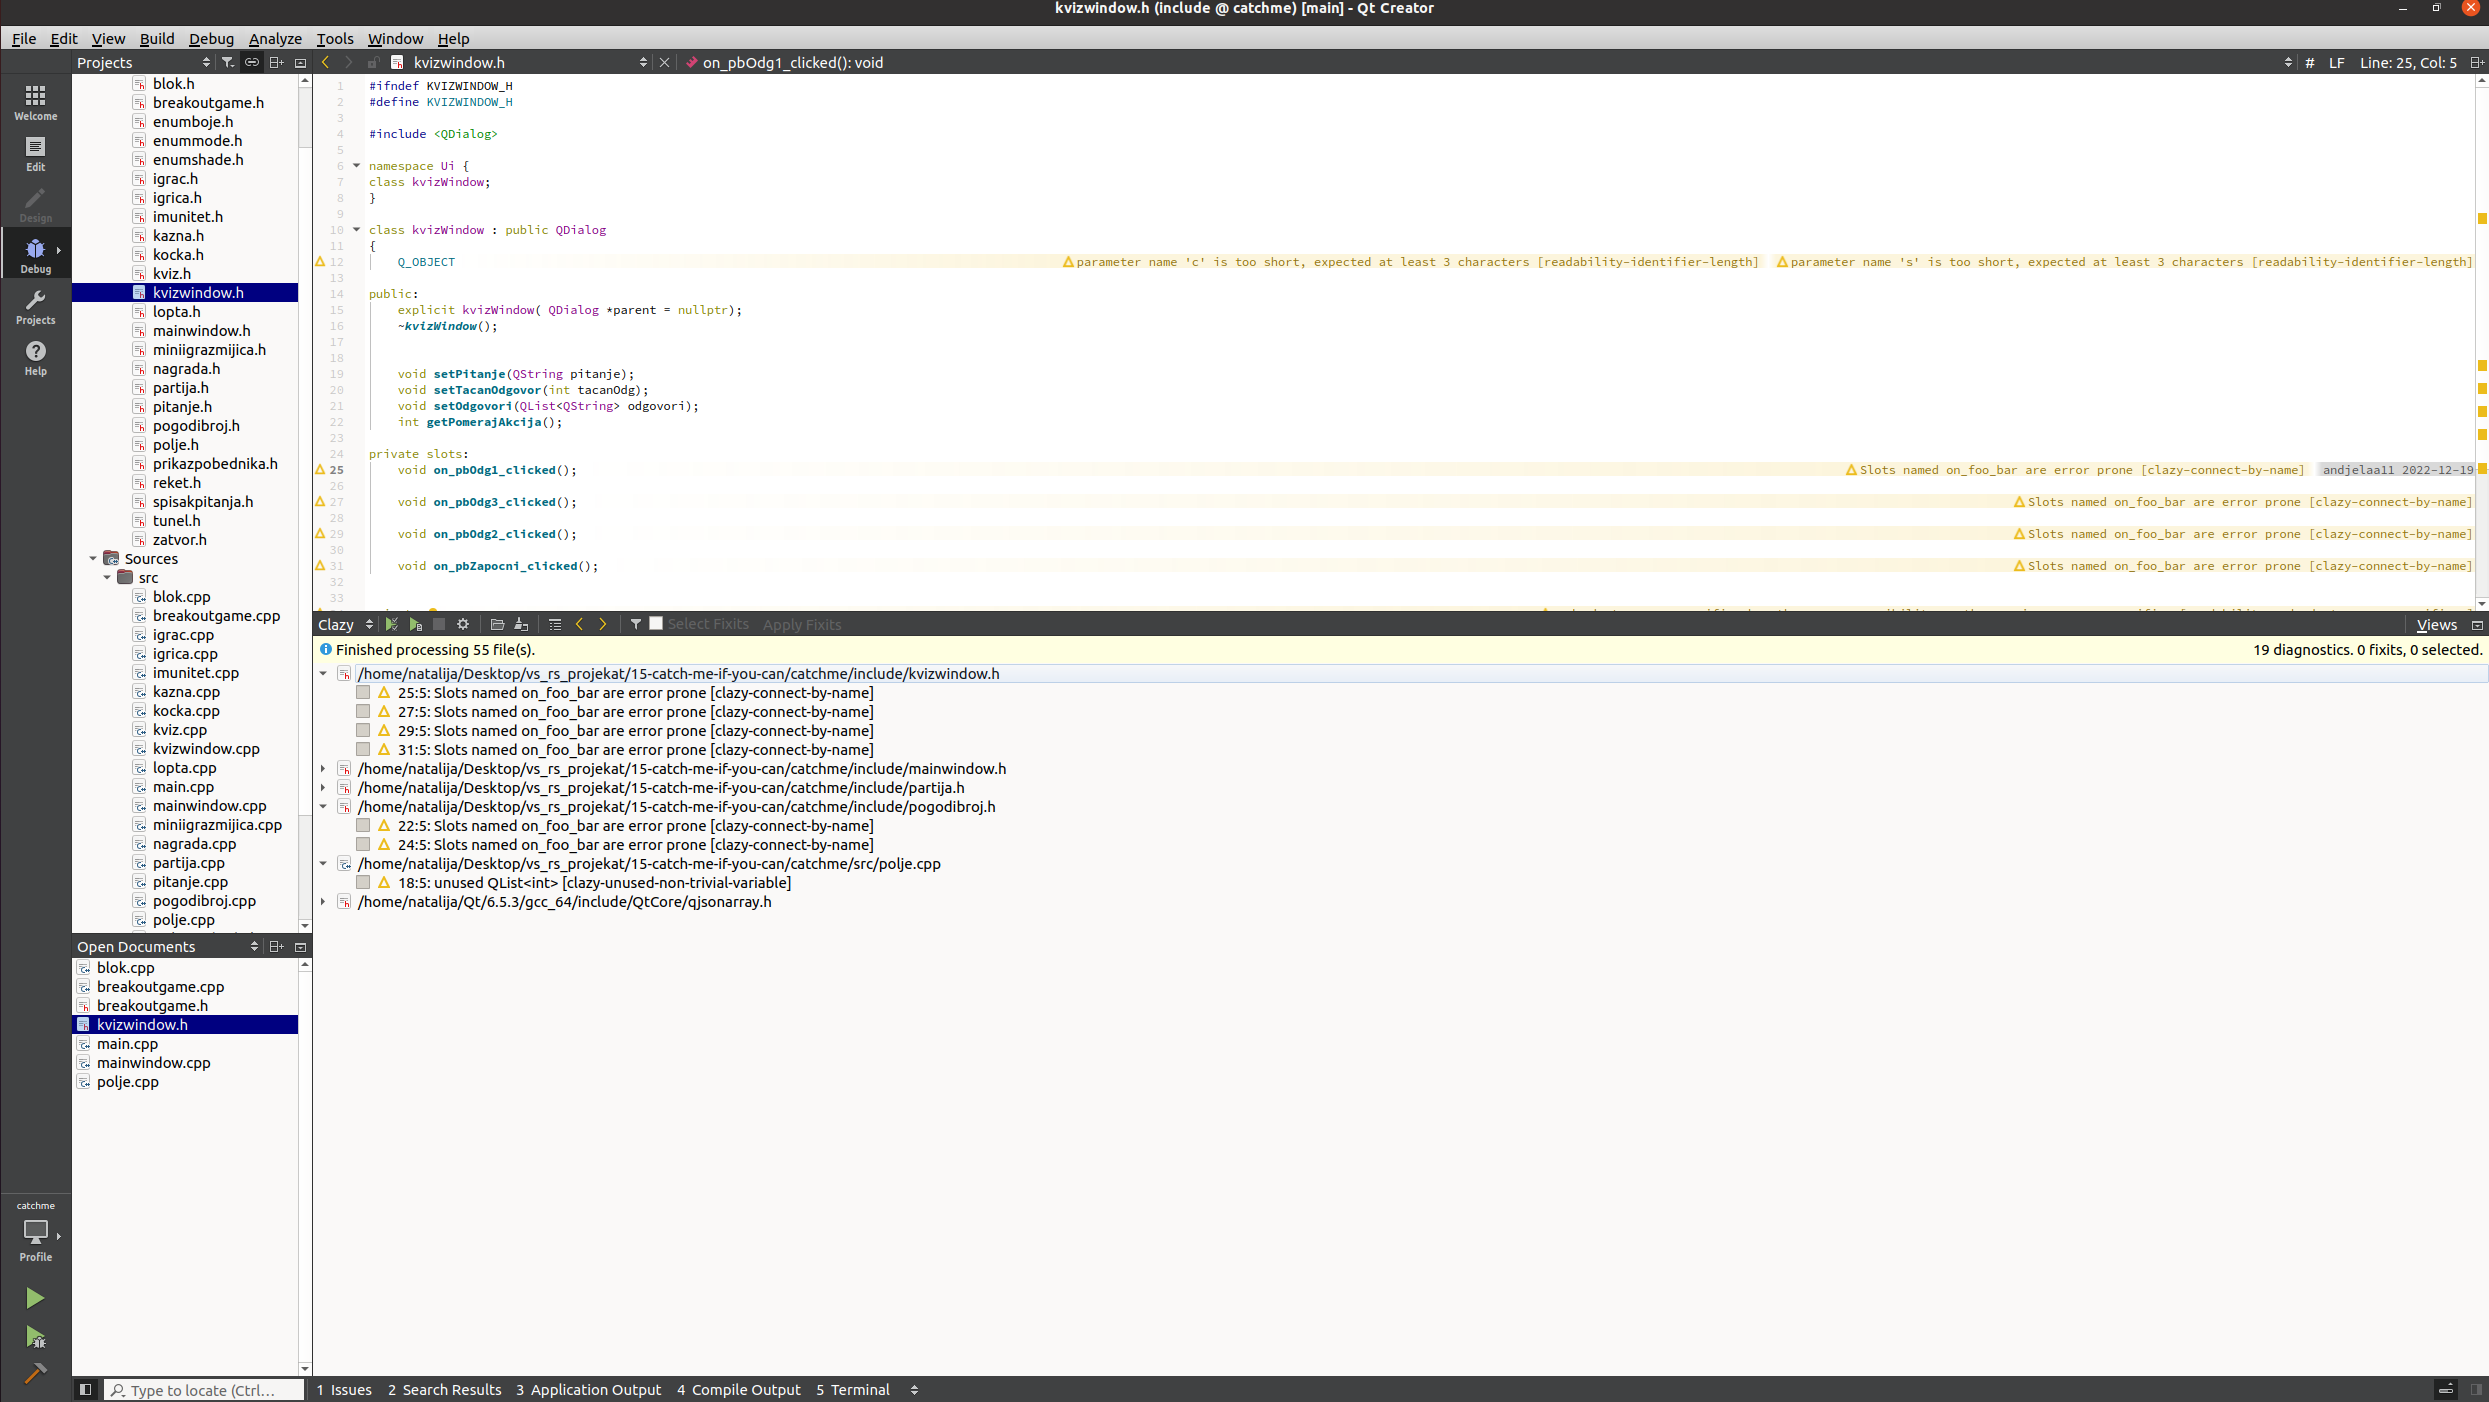 kvizwindow.h (include @ catchme) [main] - Qt Creator
File Edit View Build Debug Analyze Tools Window Help
Projects
kvizwindow.h
on_pbOdg1_clicked(): void
# LF Line: 25, Col: 5
Welcome
Edit
Design
Debug
Projects
Help
blok.h
breakoutgame.h
enumboje.h
enummode.h
enumshade.h
igrac.h
igrica.h
imunitet.h
kazna.h
kocka.h
kviz.h
kvizwindow.h
lopta.h
mainwindow.h
miniigrazmijica.h
nagrada.h
partija.h
pitanje.h
pogodibroj.h
polje.h
prikazpobednika.h
reket.h
spisakpitanja.h
tunel.h
zatvor.h
Sources
src
blok.cpp
breakoutgame.cpp
igrac.cpp
igrica.cpp
imunitet.cpp
kazna.cpp
kocka.cpp
kviz.cpp
kvizwindow.cpp
lopta.cpp
main.cpp
mainwindow.cpp
miniigrazmijica.cpp
nagrada.cpp
partija.cpp
pitanje.cpp
pogodibroj.cpp
polje.cpp
Open Documents
blok.cpp
breakoutgame.cpp
breakoutgame.h
kvizwindow.h
main.cpp
mainwindow.cpp
polje.cpp
1 #ifndef KVIZWINDOW_H
2 #define KVIZWINDOW_H
3
4 #include <QDialog>
5
6 namespace Ui {
7 class kvizWindow;
8 }
9
10 class kvizWindow : public QDialog
11 {
12 Q_OBJECT parameter name 'c' is too short, expected at least 3 characters [readability-identifier-length] parameter name 's' is too short, expected at least 3 characters [readability-identifier-length]
13
14 public:
15 explicit kvizWindow( QDialog *parent = nullptr);
16 ~kvizWindow();
17
18
19 void setPitanje(QString pitanje);
20 void setTacanOdgovor(int tacanOdg);
21 void setOdgovori(QList<QString> odgovori);
22 int getPomerajAkcija();
23
24 private slots:
25 void on_pbOdg1_clicked(); Slots named on_foo_bar are error prone [clazy-connect-by-name] andjelaa11 2022-12-19
26
27 void on_pbOdg3_clicked(); Slots named on_foo_bar are error prone [clazy-connect-by-name]
28
29 void on_pbOdg2_clicked(); Slots named on_foo_bar are error prone [clazy-connect-by-name]
30
31 void on_pbZapocni_clicked(); Slots named on_foo_bar are error prone [clazy-connect-by-name]
32
33
Clazy Select Fixits Apply Fixits Views
Finished processing 55 file(s). 19 diagnostics. 0 fixits, 0 selected.
/home/natalija/Desktop/vs_rs_projekat/15-catch-me-if-you-can/catchme/include/kvizwindow.h
25:5: Slots named on_foo_bar are error prone [clazy-connect-by-name]
27:5: Slots named on_foo_bar are error prone [clazy-connect-by-name]
29:5: Slots named on_foo_bar are error prone [clazy-connect-by-name]
31:5: Slots named on_foo_bar are error prone [clazy-connect-by-name]
/home/natalija/Desktop/vs_rs_projekat/15-catch-me-if-you-can/catchme/include/mainwindow.h
/home/natalija/Desktop/vs_rs_projekat/15-catch-me-if-you-can/catchme/include/partija.h
/home/natalija/Desktop/vs_rs_projekat/15-catch-me-if-you-can/catchme/include/pogodibroj.h
22:5: Slots named on_foo_bar are error prone [clazy-connect-by-name]
24:5: Slots named on_foo_bar are error prone [clazy-connect-by-name]
/home/natalija/Desktop/vs_rs_projekat/15-catch-me-if-you-can/catchme/src/polje.cpp
18:5: unused QList<int> [clazy-unused-non-trivial-variable]
/home/natalija/Qt/6.5.3/gcc_64/include/QtCore/qjsonarray.h
catchme
Profile
Type to locate (Ctrl...
1 Issues 2 Search Results 3 Application Output 4 Compile Output 5 Terminal